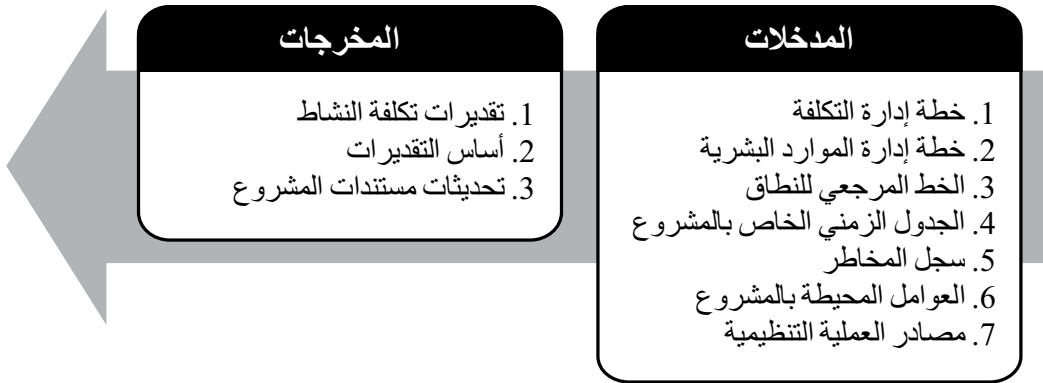 المدخلات
1. خطة إدارة التكلفة
2. خطة إدارة الموارد البشرية
3. الخط المرجعي للنطاق
4. الجدول الزمني الخاص بالمشروع
5. سجل المخاطر
6. العوامل المحيطة بالمشروع
7. مصادر العملية التنظيمية
المخرجات
1. تقديرات تكلفة النشاط
2. أساس التقديرات
3. تحديثات مستندات المشروع